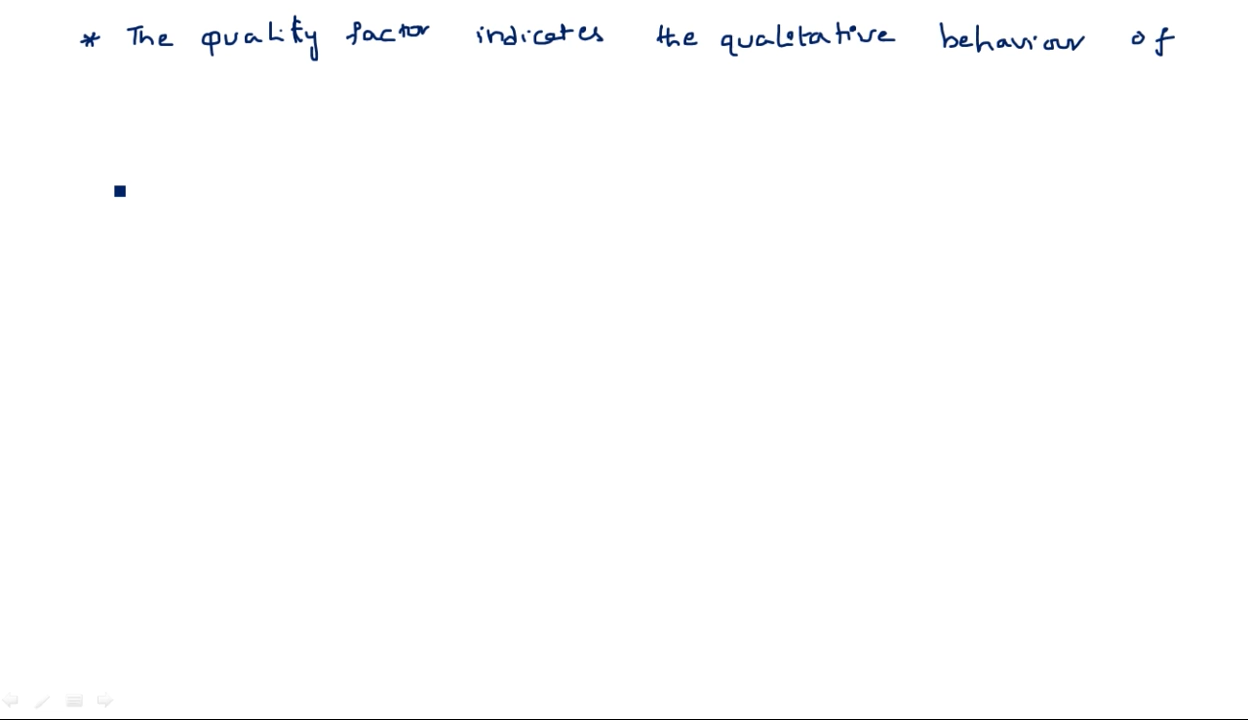 * The quality factor indicates the qualitative behaviour of